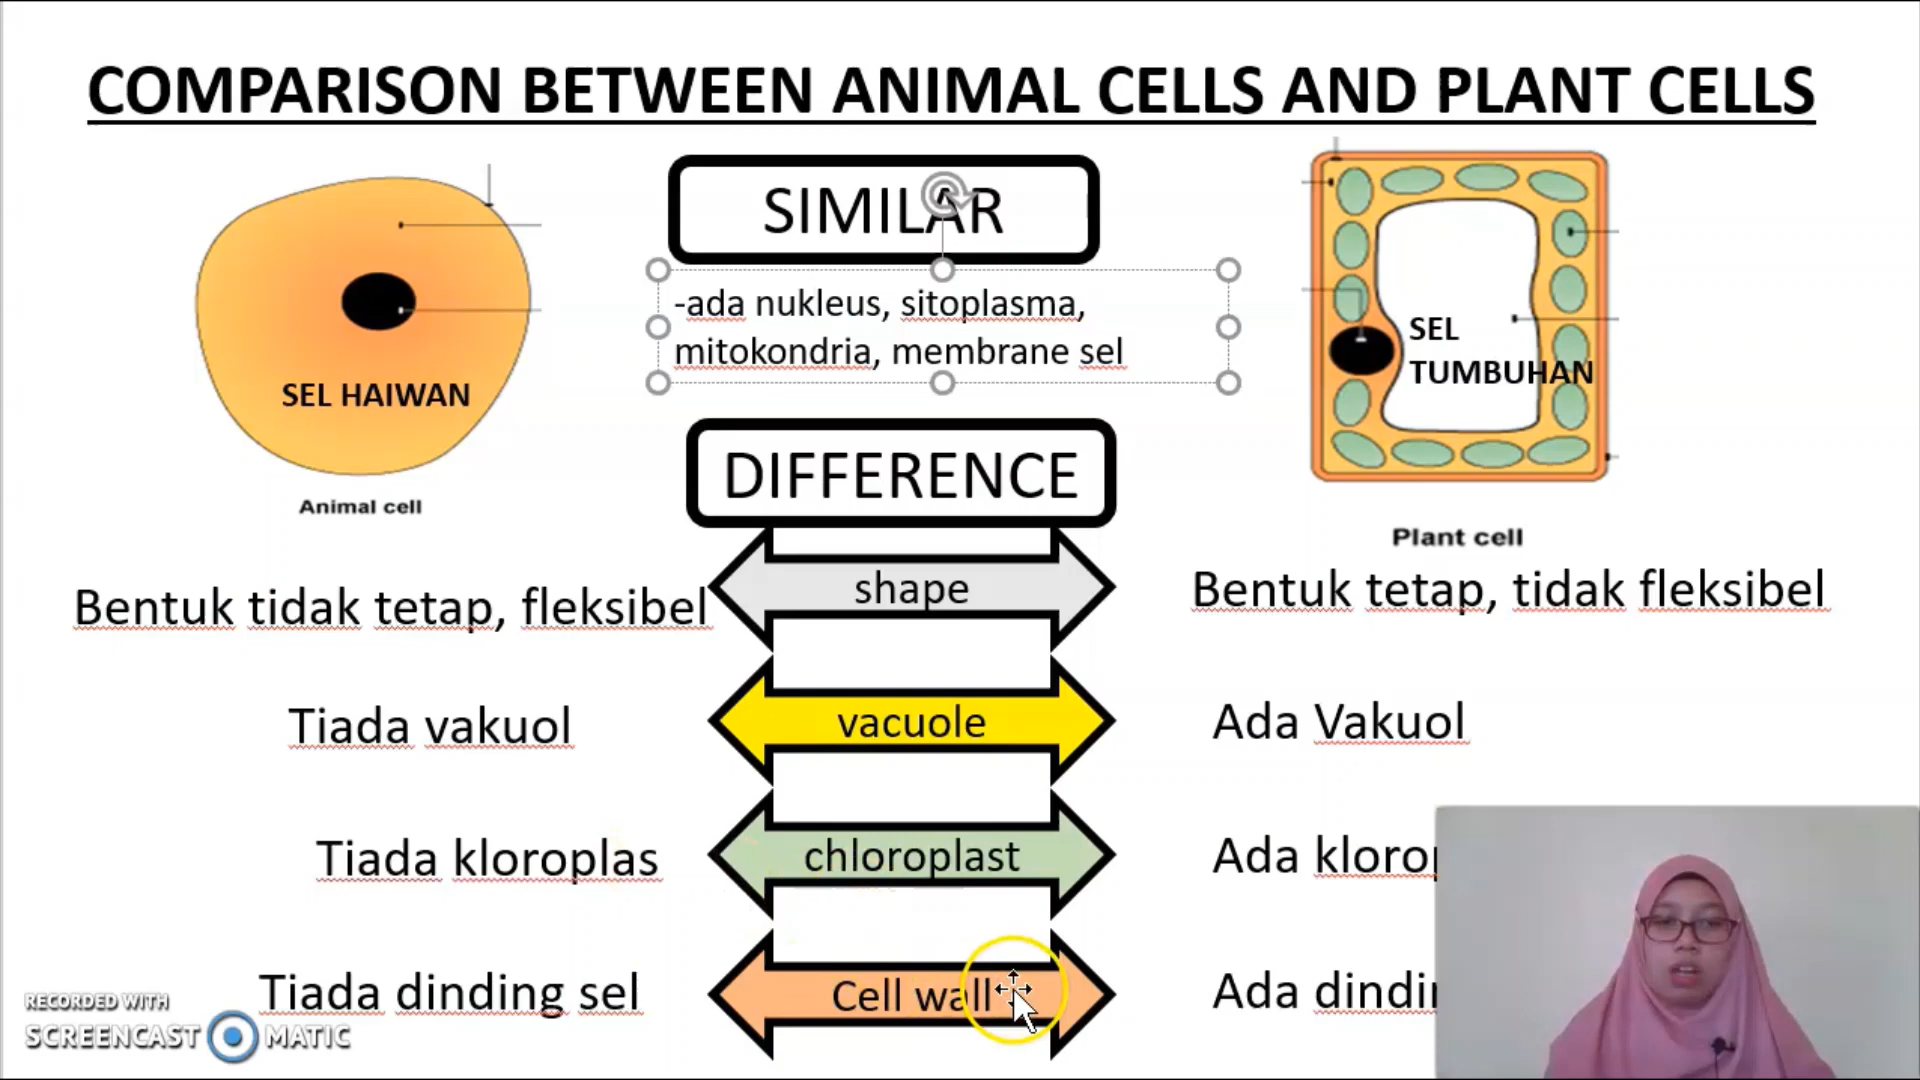 COMPARISON BETWEEN ANIMAL CELLS AND PLANT CELLS
SIMILAR
-ada nukleus, sitoplasma,
mitokondria, membrane sel
SEL HAIWAN
Animal cell
SEL
TUMBUHAN
Plant cell
DIFFERENCE
Bentuk tidak tetap, fleksibel
shape
Bentuk tetap, tidak fleksibel
Tiada vakuol
vacuole
Ada Vakuol
Tiada kloroplas
chloroplast
Ada
Tiada dinding sel
Cell wall
Ada
RECORDED WITH
SCREENCAST MATIC